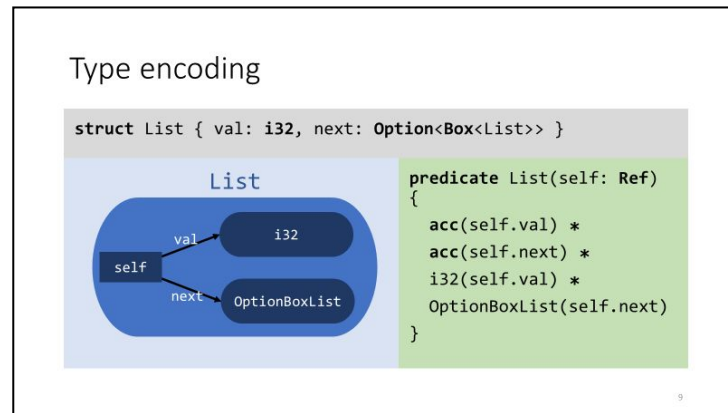 Type encoding
struct List { val: i32, next: Option<Box<List>> }
List
val
i32
self
next
OptionBoxList
predicate List(self: Ref)
{
acc(self.val) *
acc(self.next) *
i32(self.val) *
OptionBoxList(self.next)
}
9